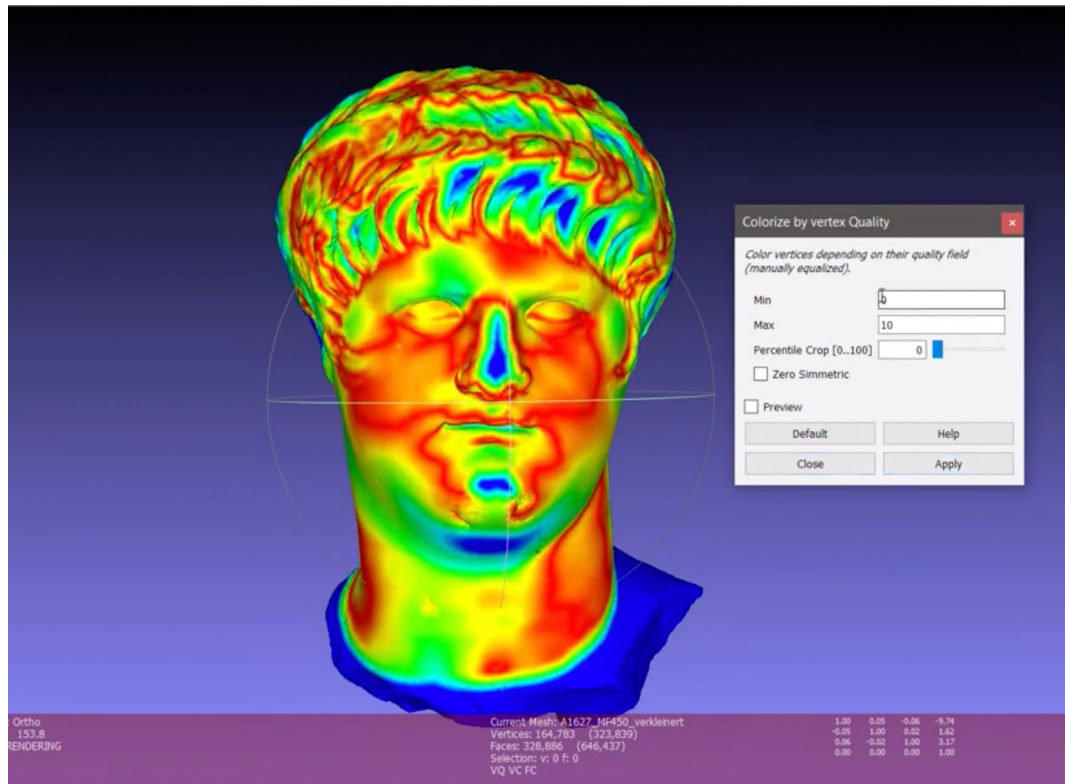 Colorize by vertex Quality
Color vertices depending on their quality field
(manually equalized).
Min
Max 10
Percentile Crop [0..100] 0
Zero Simmetric
Preview
Default Help
Close Apply
: Ortho
153.8
RENDERING
Current Mesh: A1627_MF450_verkleinert
Vertices: 164,783 (323,839)
Faces: 328,886 (646,437)
Selection: v: 0 f: 0
VQ VC FC
1.00 0.05 -0.06 -9.74
-0.05 1.00 0.02 1.62
0.06 -0.02 1.00 3.17
0.00 0.00 0.00 1.00